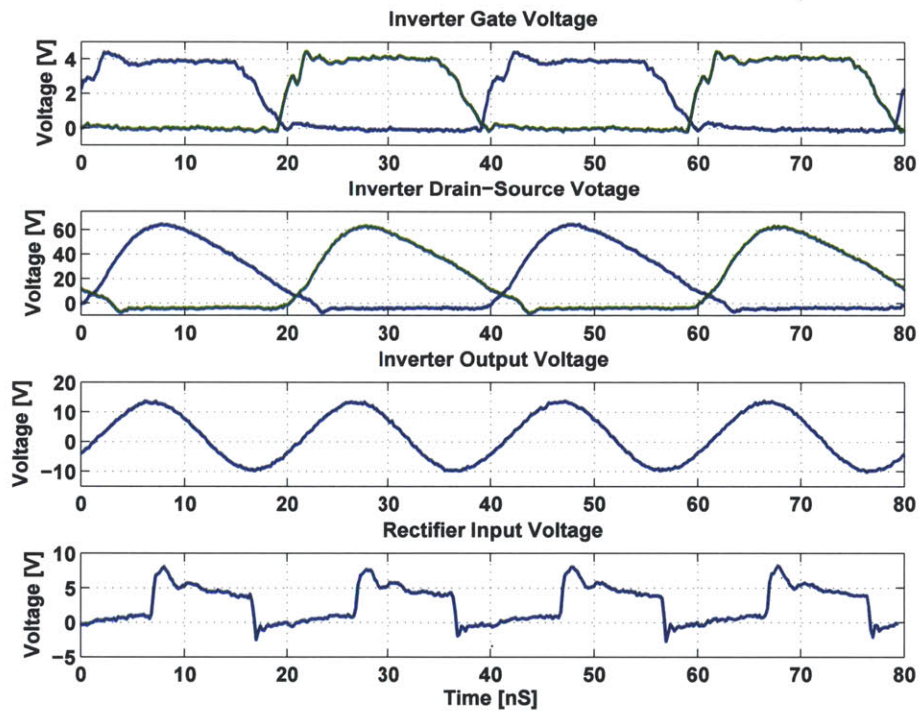 Inverter Gate Voltage
Voltage [V]
4
2
0
0 10 20 30 40 50 60 70 80
Inverter Drain−Source Votage
Voltage [V]
60
40
20
0
0 10 20 30 40 50 60 70 80
Inverter Output Voltage
Voltage [V]
20
10
0
−10
0 10 20 30 40 50 60 70 80
Rectifier Input Voltage
Voltage [V]
10
5
0
−5
0 10 20 30 40 50 60 70 80
Time [nS]